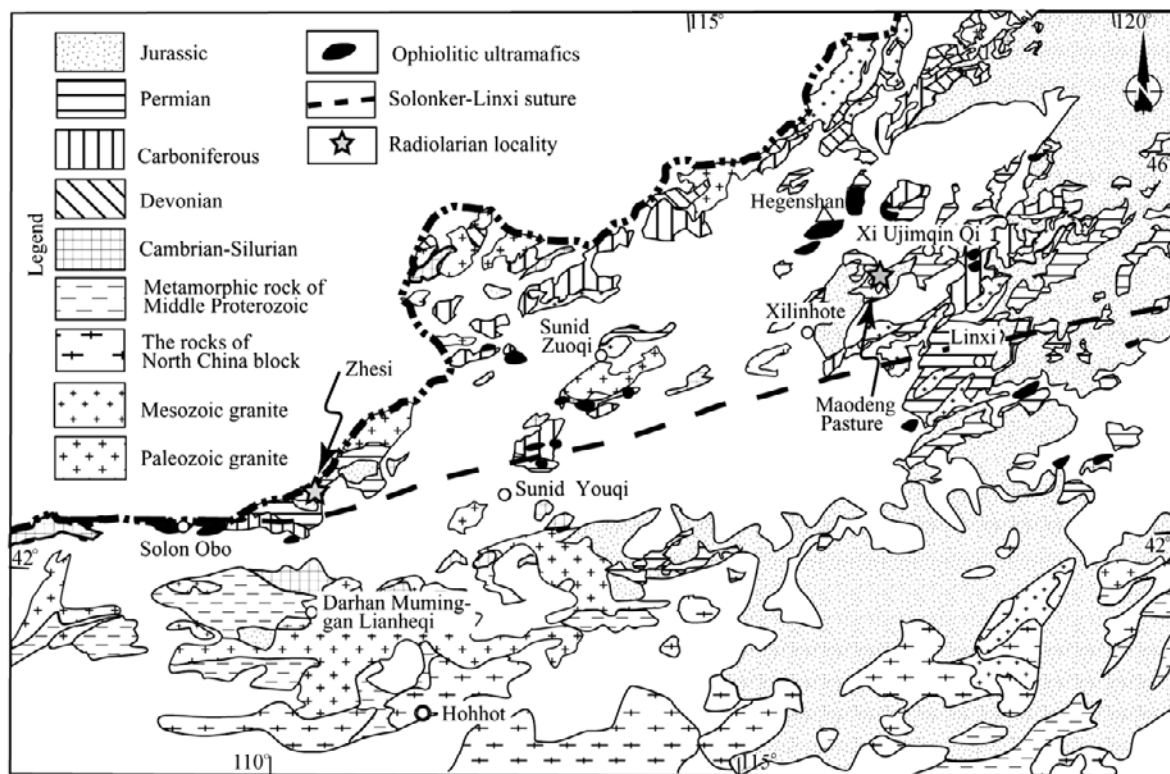 115°
120°
Jurassic
Permian
Carboniferous
Devonian
Cambrian-Silurian
Metamorphic rock of
Middle Proterozoic
The rocks of
North China block
Mesozoic granite
Paleozoic granite
Legend
Ophiolitic ultramafics
Solonker-Linxi suture
Radiolarian locality
N
46°
Hegenshan
Xi Ujimqin Qi
Xilinhote
Linxi
Sunid
Zuoqi
Zhesi
Maodeng
Pasture
Sunid Youqi
Solon Obo
42°
42°
Darhan Muming-
gan Lianheqi
Hohhot
110°
115°